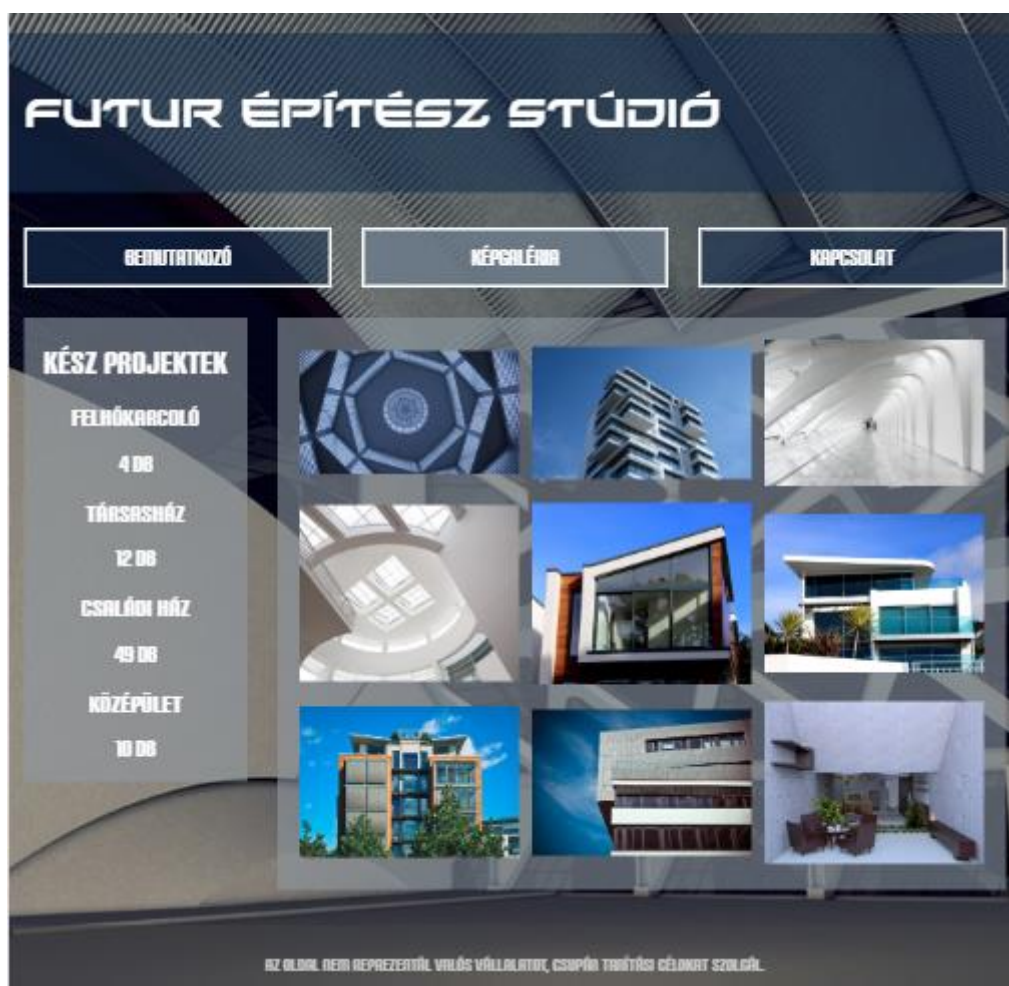 FUTUR ÉPÍTÉSZ STÚDIÓ
BEMUTATKOZÓ
KÉPGALÉRIA
KAPCSOLAT
KÉSZ PROJEKTEK
FELHŐKARCOLÓ
4 DB
TÁRSASHÁZ
12 DB
CSALÁDI HÁZ
49 DB
KÖZÉPÜLET
10 DB
AZ OLDAL NEM REPREZENTÁL VALÓS VÁLLALATOT, CSUPÁN TANÍTÁSI CÉLOKAT SZOLGÁL.